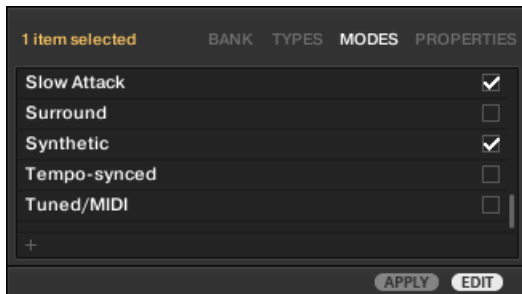 1 item selected BANK TYPES MODES PROPERTIES
Slow Attack
Surround
Synthetic
Tempo-synced
Tuned/MIDI
+
APPLY EDIT